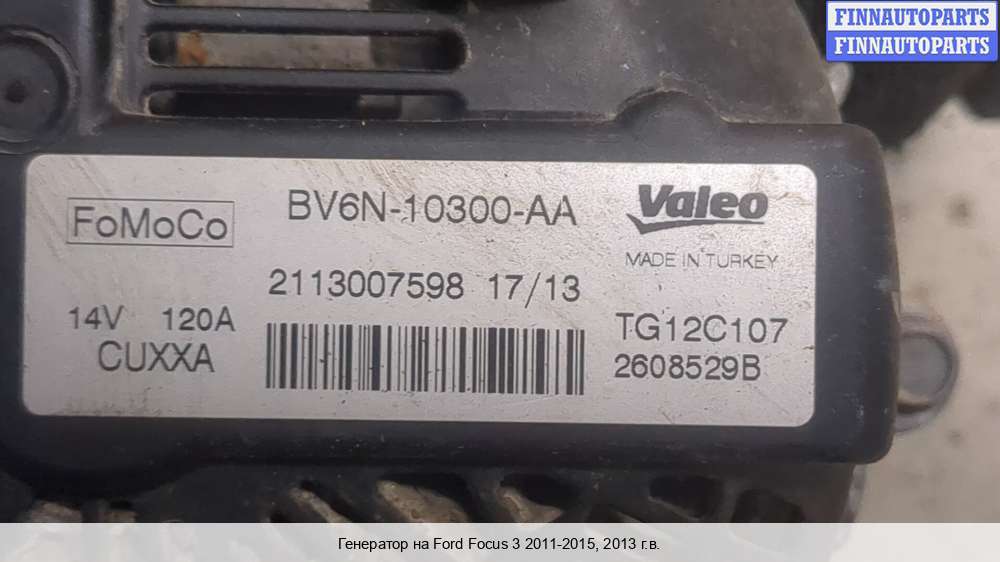 FINNAUTOPARTS
FINNAUTOPARTS
FoMoCo
BV6N-10300-AA
Valeo
MADE IN TURKEY
2113007598 17/13
14V 120A
TG12C107
CUXXA
2608529B
Генератор на Ford Focus 3 2011-2015, 2013 г.в.